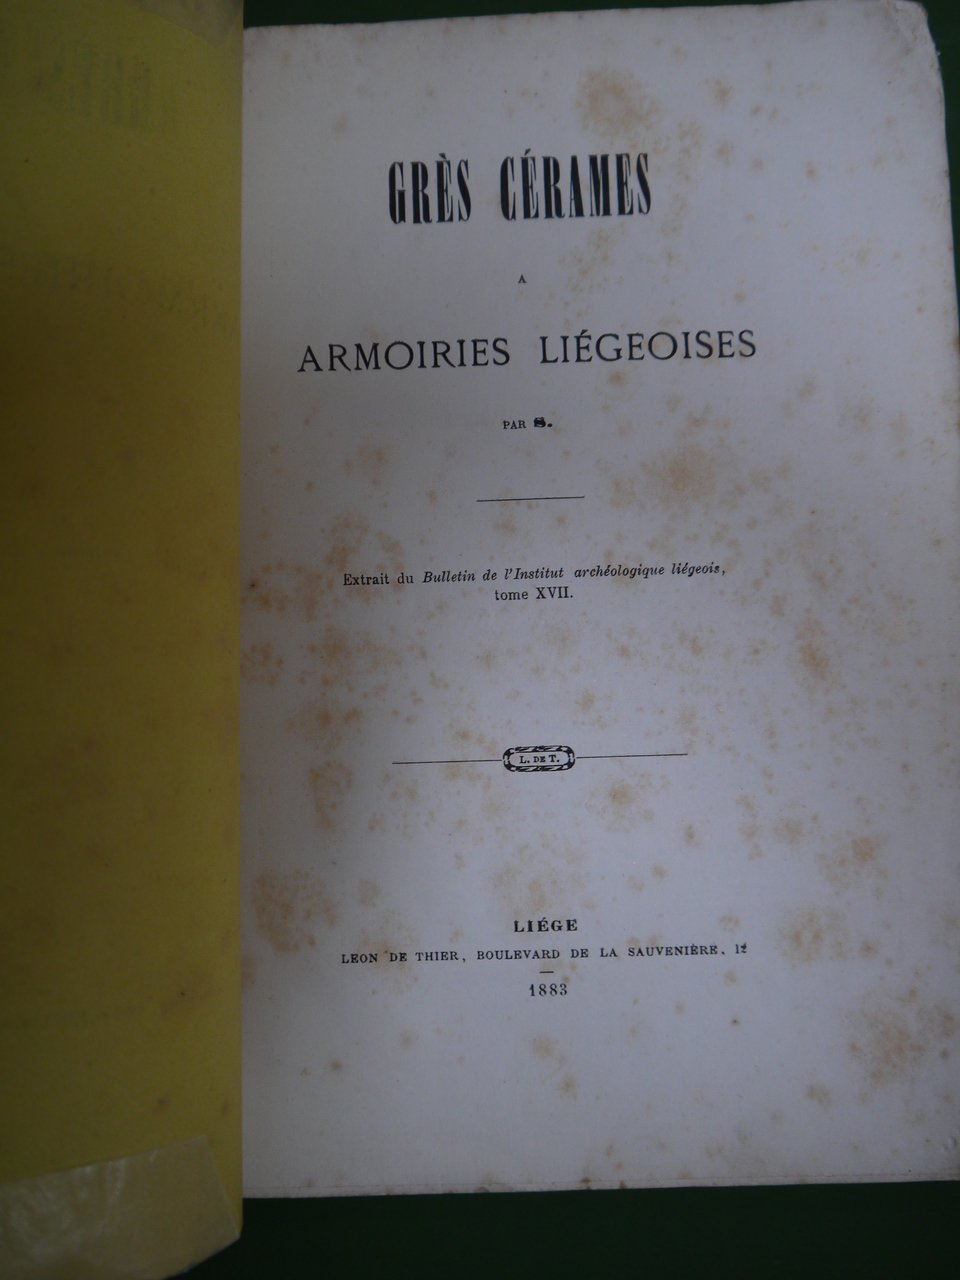 GRÈS CÉRAMES
A
ARMOIRIES LIÉGEOISES
PAR S.
Extrait du Bulletin de l'Institut archéologique liégeois,
tome XVII.
L. DE T.
LIÉGE
LEON DE THIER, BOULEVARD DE LA SAUVENIÈRE,
1883